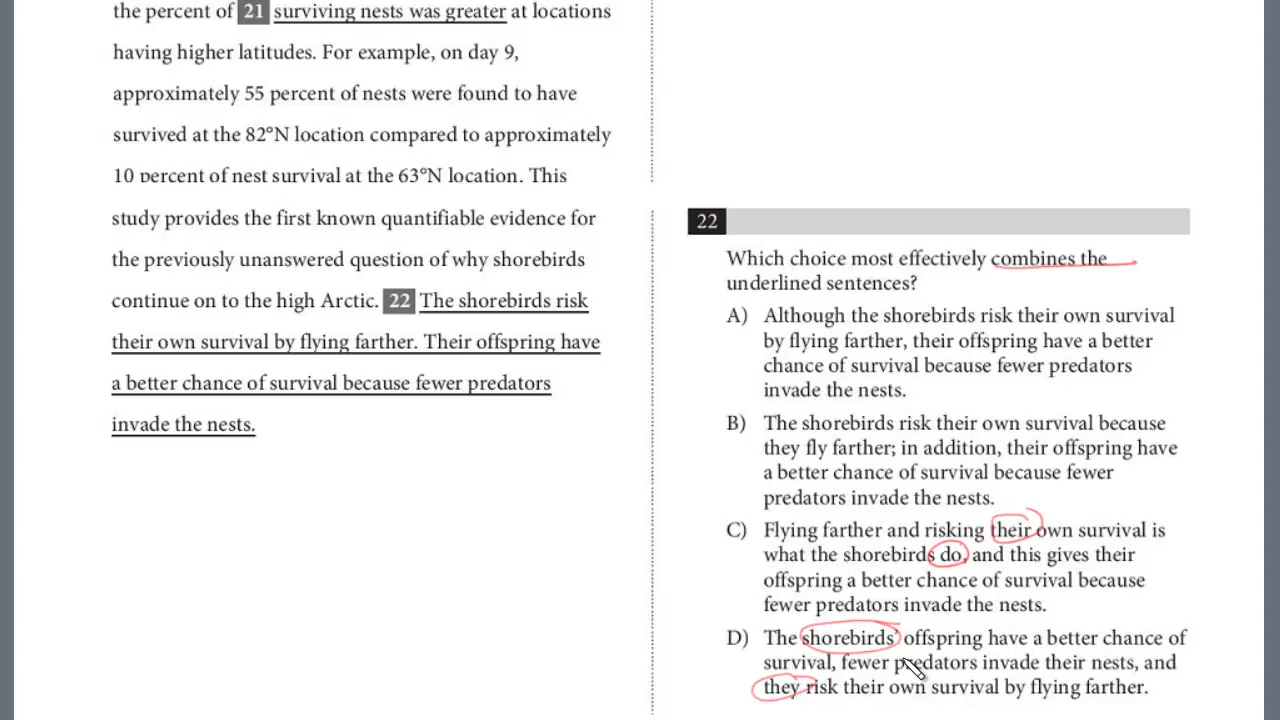 the percent of 21 surviving nests was greater at locations
having higher latitudes. For example, on day 9,
approximately 55 percent of nests were found to have
survived at the 82°N location compared to approximately
10 percent of nest survival at the 63°N location. This
study provides the first known quantifiable evidence for
the previously unanswered question of why shorebirds
continue on to the high Arctic. 22 The shorebirds risk
their own survival by flying farther. Their offspring have
a better chance of survival because fewer predators
invade the nests.
22
Which choice most effectively combines the
underlined sentences?
A) Although the shorebirds risk their own survival
by flying farther, their offspring have a better
chance of survival because fewer predators
invade the nests.
B) The shorebirds risk their own survival because
they fly farther; in addition, their offspring have
a better chance of survival because fewer
predators invade the nests.
C) Flying farther and risking their own survival is
what the shorebirds do, and this gives their
offspring a better chance of survival because
fewer predators invade the nests.
D) The shorebirds’ offspring have a better chance of
survival, fewer predators invade their nests, and
they risk their own survival by flying farther.